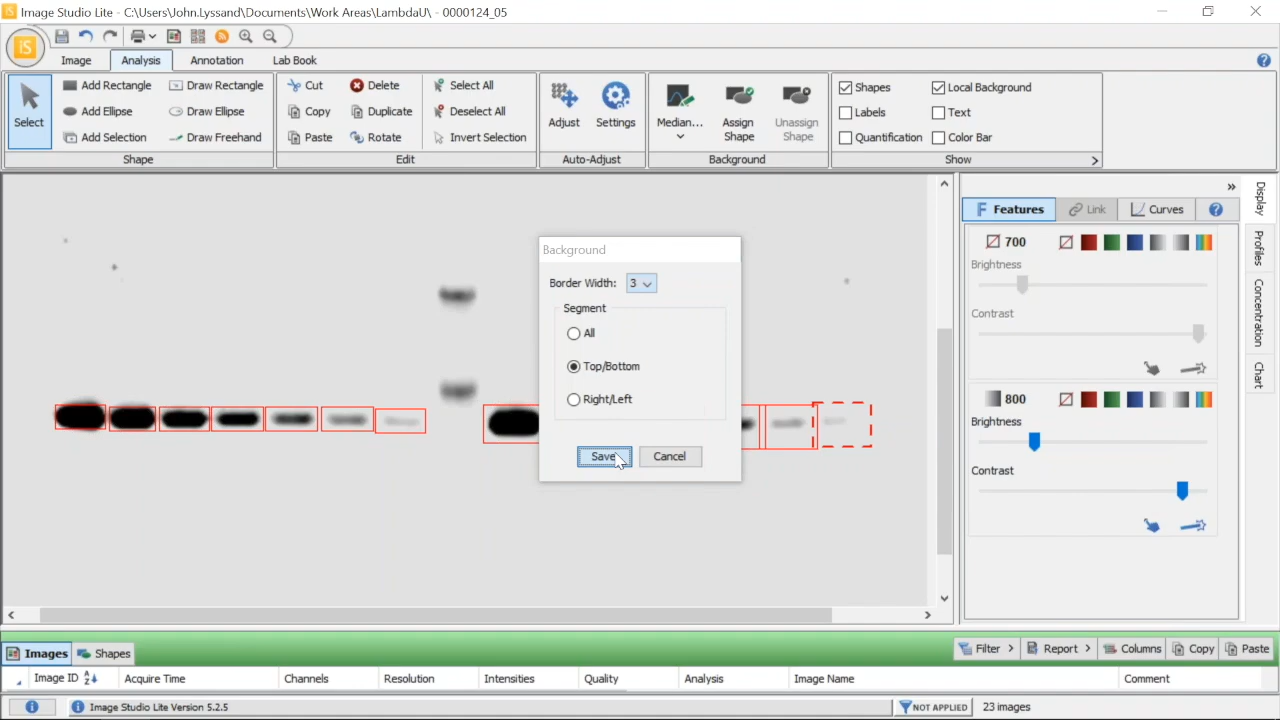 Image Studio Lite - C:\Users\John.Lyssand\Documents\Work Areas\LambdaU\ - 0000124_05
iS
Image Analysis Annotation Lab Book
Select
Add Rectangle Draw Rectangle
Add Ellipse Draw Ellipse
Add Selection Draw Freehand
Shape
Cut Delete Select All
Copy Duplicate Deselect All
Paste Rotate Invert Selection
Edit
Adjust Settings
Auto-Adjust
Median... Assign Shape Unassign Shape
Background
Shapes Local Background
Labels Text
Quantification Color Bar
Show
Background
Border Width: 3
Segment
All
Top/Bottom
Right/Left
Save Cancel
F Features Link Curves ?
700
Brightness
Contrast
800
Brightness
Contrast
Display
Profiles
Concentration
Chart
Images Shapes Filter Report Columns Copy Paste
Image ID Acquire Time Channels Resolution Intensities Quality Analysis Image Name Comment
Image Studio Lite Version 5.2.5 NOT APPLIED 23 images